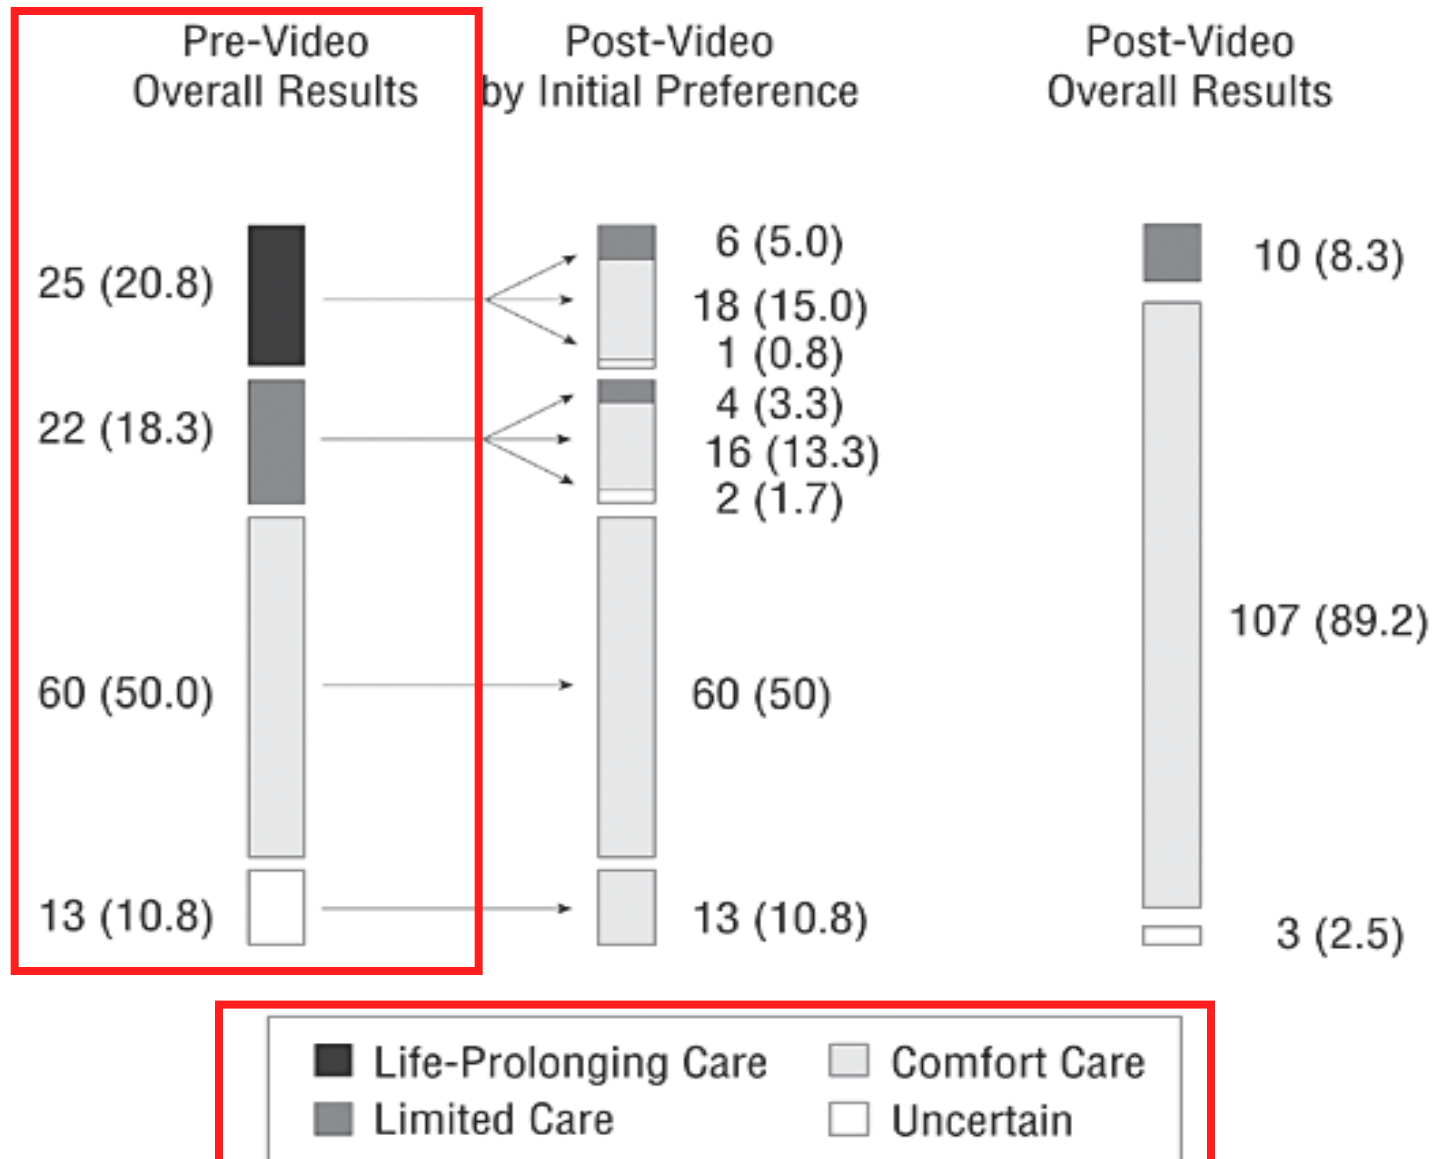 Pre-Video
Overall Results
Post-Video
by Initial Preference
Post-Video
Overall Results
25 (20.8)
6 (5.0)
18 (15.0)
1 (0.8)
10 (8.3)
22 (18.3)
4 (3.3)
16 (13.3)
2 (1.7)
60 (50.0)
60 (50)
107 (89.2)
13 (10.8)
13 (10.8)
3 (2.5)
Life-Prolonging Care
Comfort Care
Limited Care
Uncertain